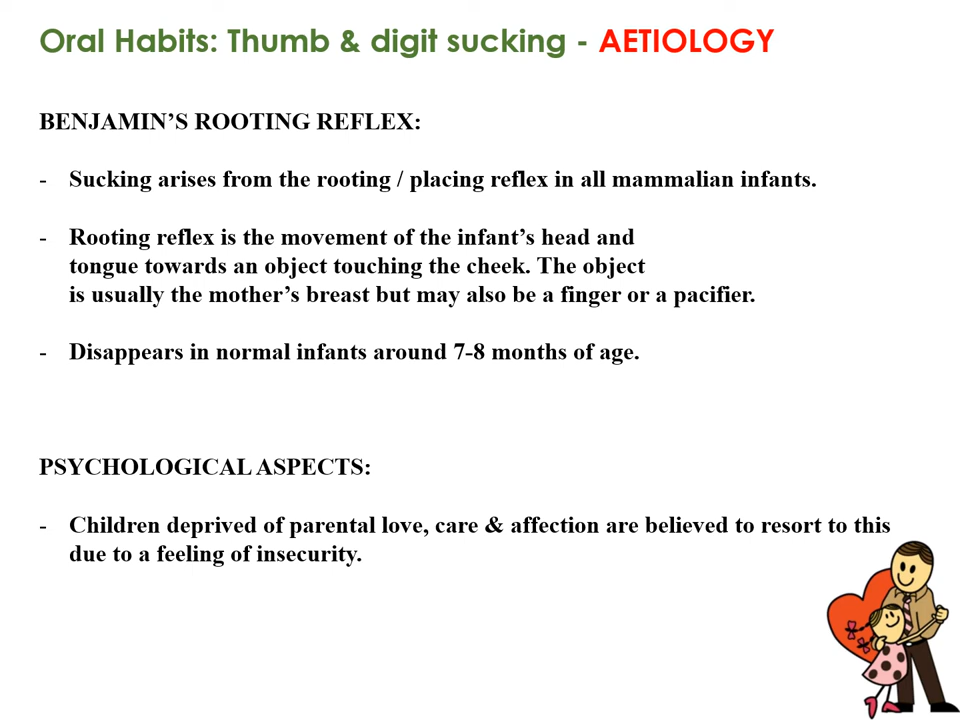 Oral Habits: Thumb & digit sucking - AETIOLOGY
BENJAMIN'S ROOTING REFLEX:
- Sucking arises from the rooting / placing reflex in all mammalian infants.
- Rooting reflex is the movement of the infant's head and
tongue towards an object touching the cheek. The object
is usually the mother's breast but may also be a finger or a pacifier.
- Disappears in normal infants around 7-8 months of age.
PSYCHOLOGICAL ASPECTS:
- Children deprived of parental love, care & affection are believed to resort to this
due to a feeling of insecurity.